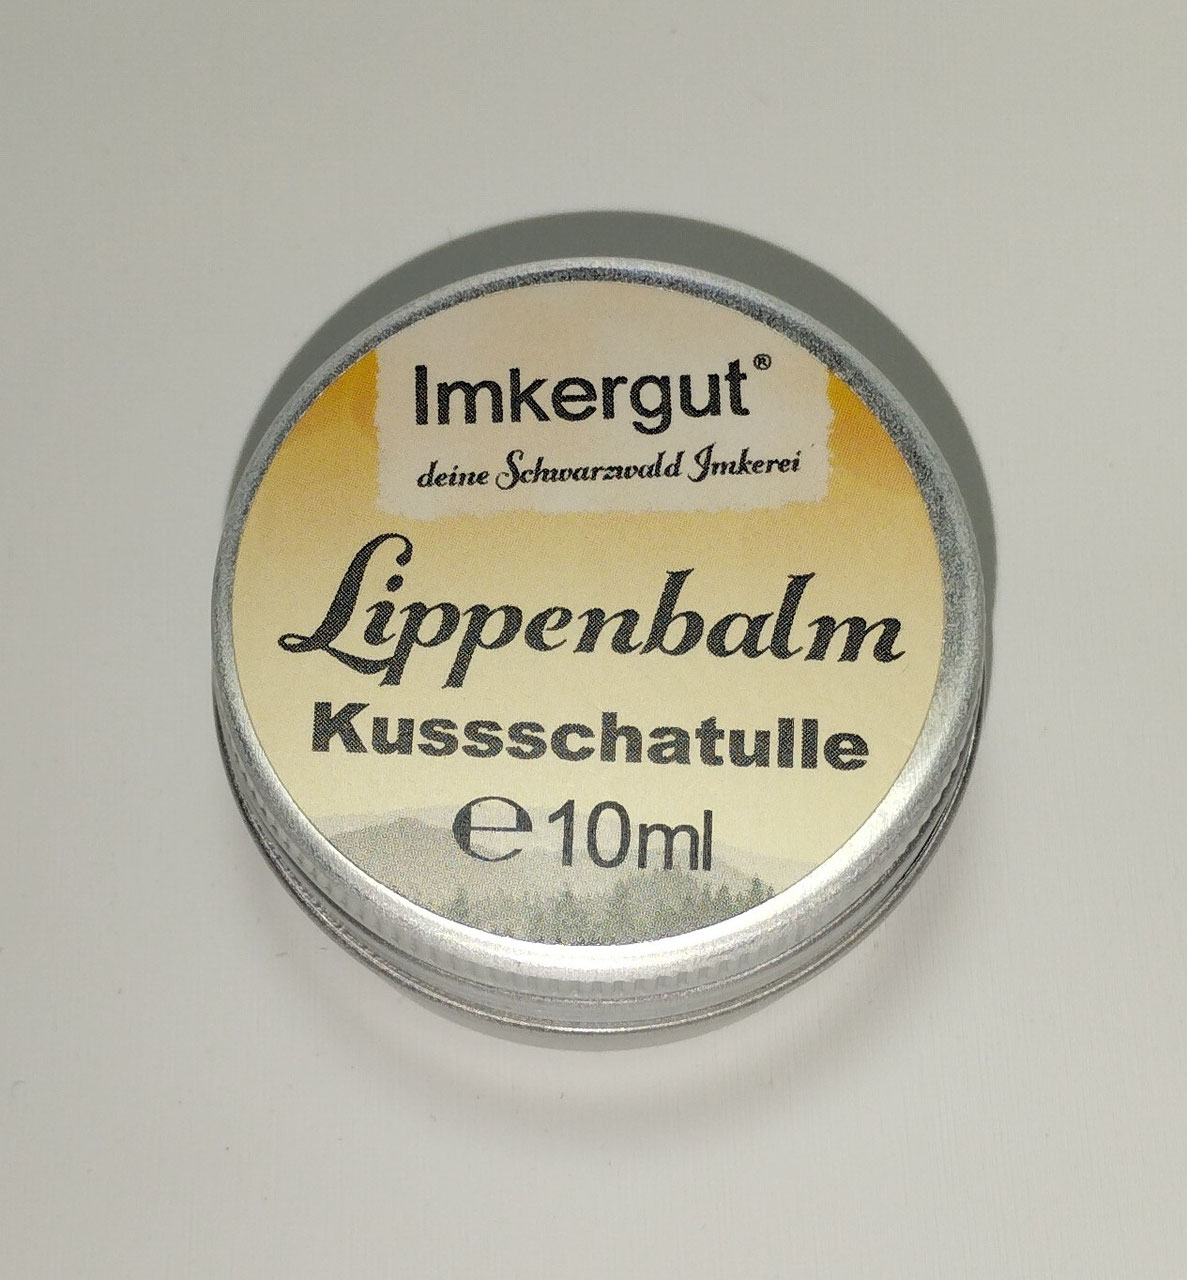 Imkergut®
deine Schwarzwald Imkerei
Lippenbalm
Kussschatulle
℮10ml